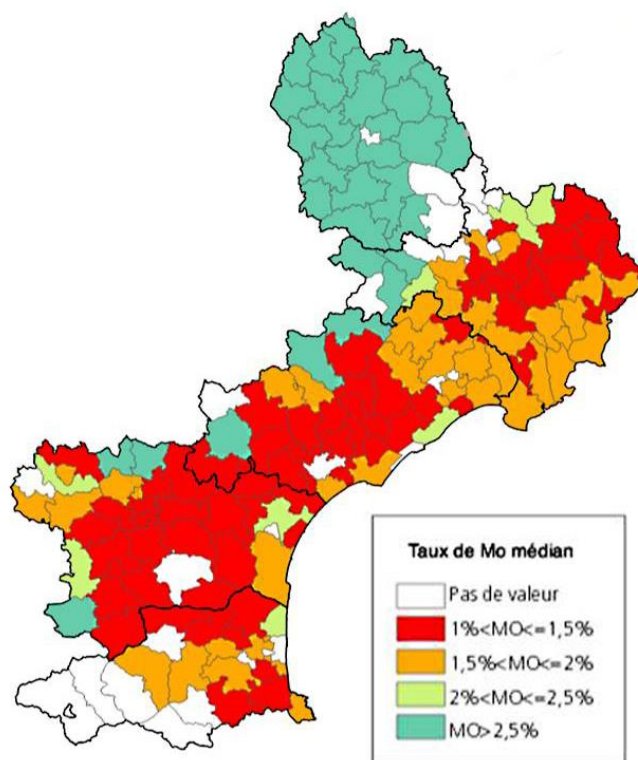 Taux de Mo médian
Pas de valeur
1%<MO<=1,5%
1,5%<MO<=2%
2%<MO<=2,5%
MO>2,5%